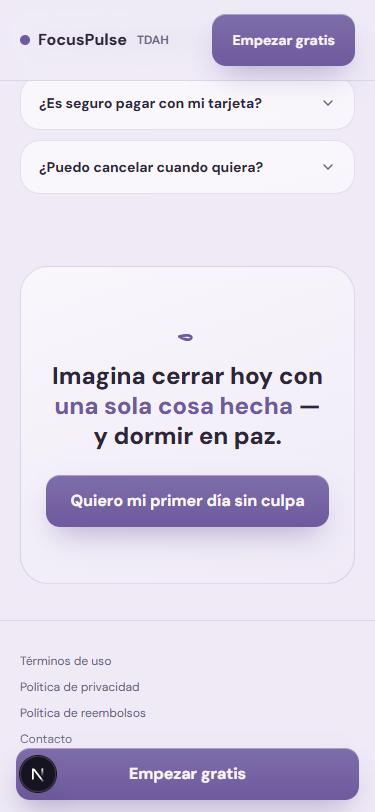 FocusPulse TDAH
Empezar gratis
¿Es seguro pagar con mi tarjeta?
¿Puedo cancelar cuando quiera?
Imagina cerrar hoy con
una sola cosa hecha —
y dormir en paz.
Quiero mi primer día sin culpa
Términos de uso
Política de privacidad
Política de reembolsos
Contacto
N
Empezar gratis